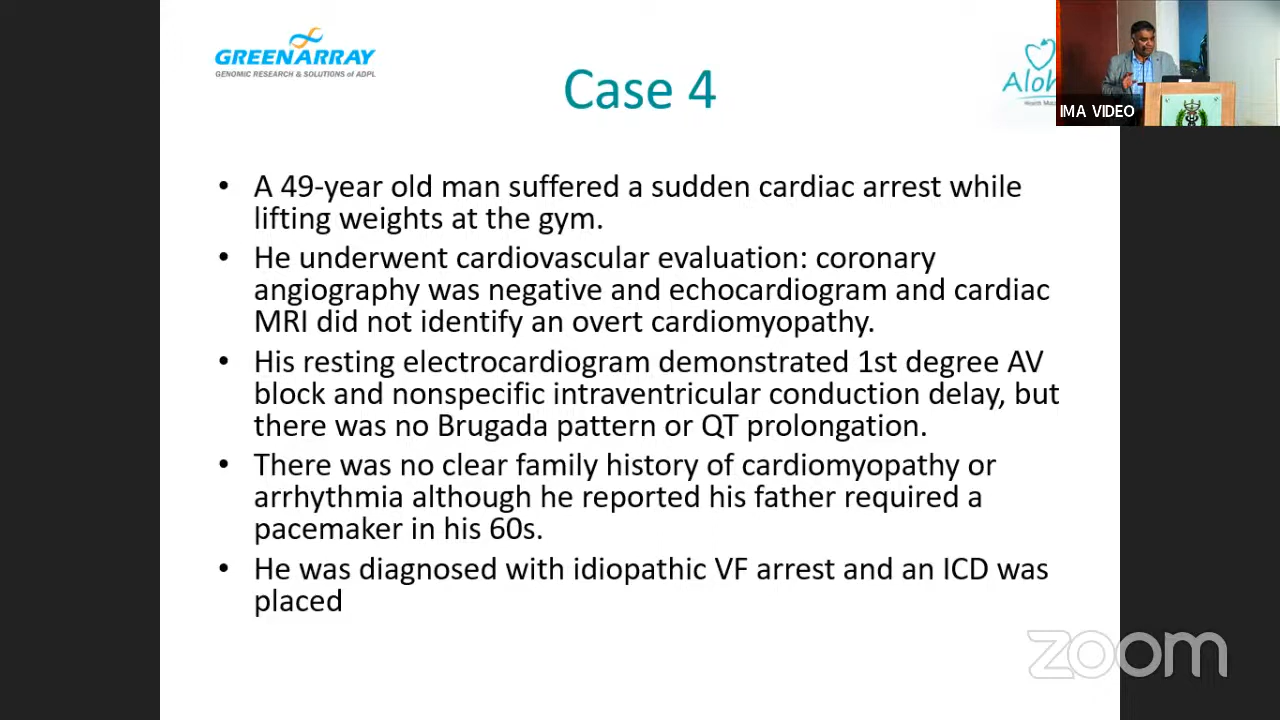 GREENARRAY
GENOMIC RESEARCH & SOLUTIONS of ADPL
Case 4
IMA VIDEO
• A 49-year old man suffered a sudden cardiac arrest while
lifting weights at the gym.
• He underwent cardiovascular evaluation: coronary
angiography was negative and echocardiogram and cardiac
MRI did not identify an overt cardiomyopathy.
• His resting electrocardiogram demonstrated 1st degree AV
block and nonspecific intraventricular conduction delay, but
there was no Brugada pattern or QT prolongation.
• There was no clear family history of cardiomyopathy or
arrhythmia although he reported his father required a
pacemaker in his 60s.
• He was diagnosed with idiopathic VF arrest and an ICD was
placed
zoom